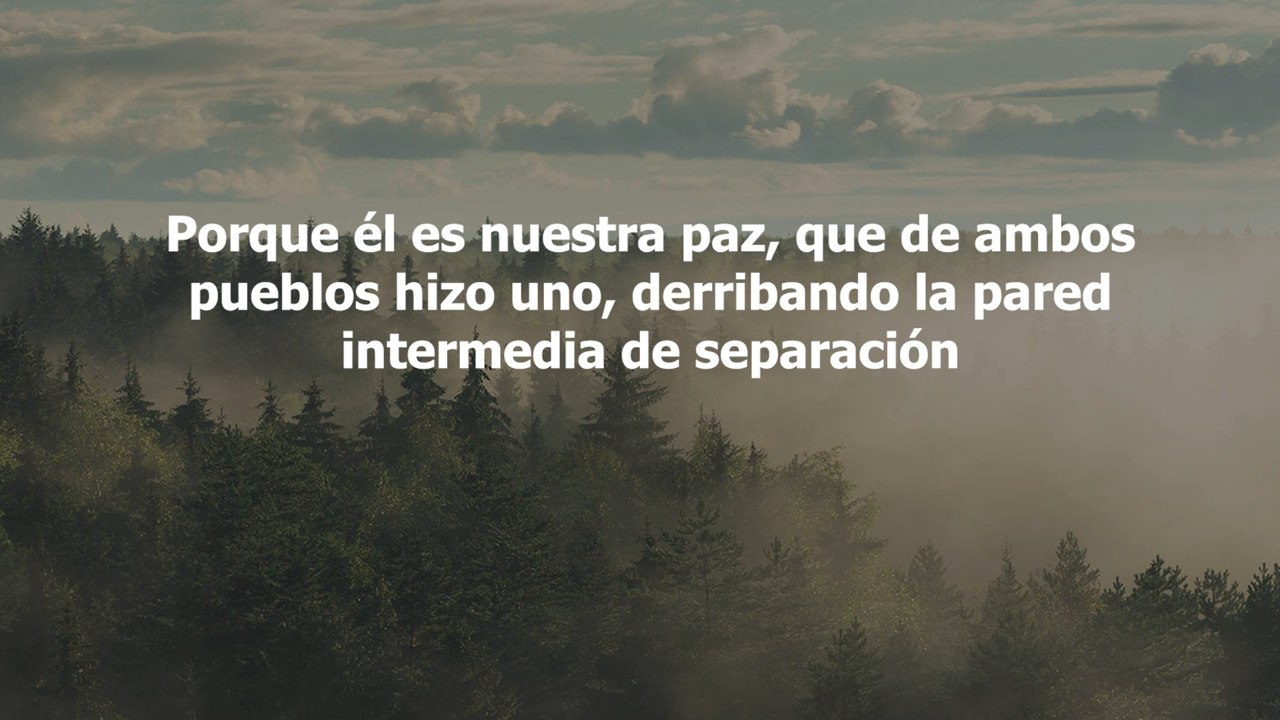 Porque él es nuestra paz, que de ambos
pueblos hizo uno, derribando la pared
intermedia de separación